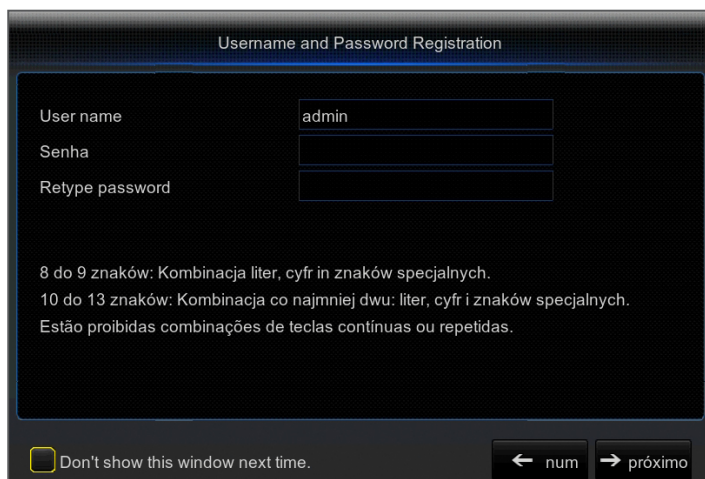 Username and Password Registration
User name admin
Senha
Retype password
8 do 9 znaków: Kombinacja liter, cyfr in znaków specjalnych.
10 do 13 znaków: Kombinacja co najmniej dwu: liter, cyfr i znaków specjalnych.
Estão proibidas combinações de teclas contínuas ou repetidas.
Don't show this window next time. ← num → próximo